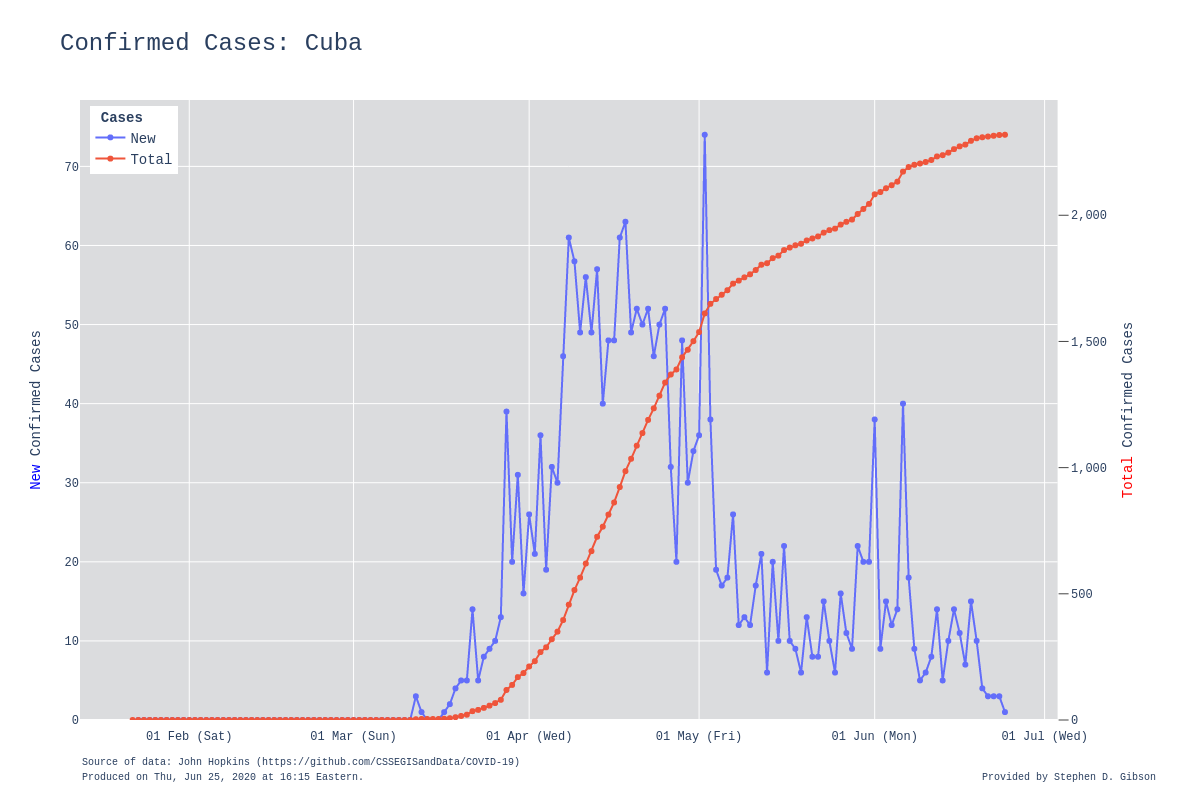 Confirmed Cases: Cuba
Cases
New
Total
70
60
50
40
30
20
10
0
New Confirmed Cases
2,000
1,500
1,000
500
0
Total Confirmed Cases
01 Feb (Sat)
01 Mar (Sun)
01 Apr (Wed)
01 May (Fri)
01 Jun (Mon)
01 Jul (Wed)
Source of data: John Hopkins (https://github.com/CSSEGISandData/COVID-19)
Produced on Thu, Jun 25, 2020 at 16:15 Eastern.
Provided by Stephen D. Gibson